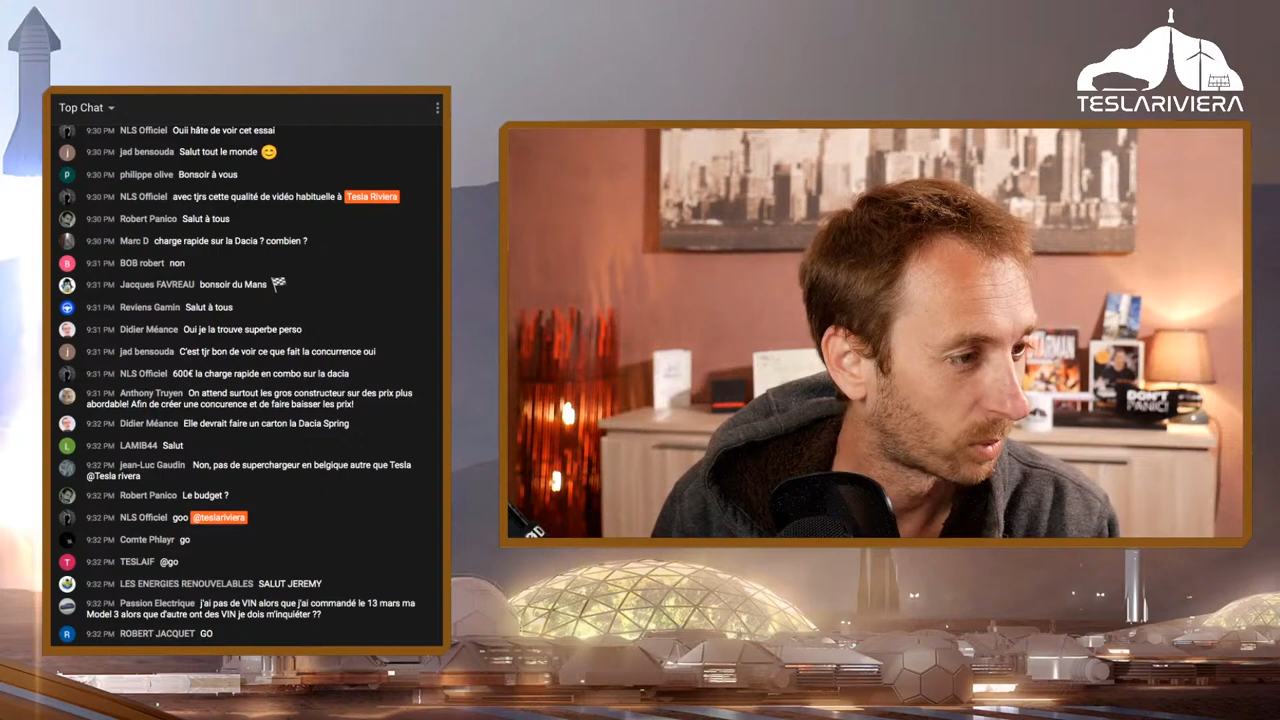 TESLARIVIERA
Top Chat
9:30 PM NLS Officiel Ouii hâte de voir cet essai
9:30 PM jad bensouda Salut tout le monde 😊
9:30 PM philippe olive Bonsoir à vous
9:30 PM NLS Officiel avec tjrs cette qualité de vidéo habituelle à Tesla Riviera
9:30 PM Robert Panico Salut à tous
9:30 PM Marc D charge rapide sur la Dacia ? combien ?
9:31 PM BOB robert non
9:31 PM Jacques FAVREAU bonsoir du Mans 🏁
9:31 PM Reviens Gamin Salut à tous
9:31 PM Didier Méance Oui je la trouve superbe perso
9:31 PM jad bensouda C'est tjr bon de voir ce que fait la concurrence oui
9:31 PM NLS Officiel 600€ la charge rapide en combo sur la dacia
9:31 PM Anthony Truyen On attend surtout les gros constructeur sur des prix plus
abordable! Afin de créer une concurence et de faire baisser les prix!
9:32 PM Didier Méance Elle devrait faire un carton la Dacia Spring
9:32 PM LAMIB44 Salut
9:32 PM jean-Luc Gaudin Non, pas de superchargeur en belgique autre que Tesla
@Tesla rivera
9:32 PM Robert Panico Le budget ?
9:32 PM NLS Officiel goo @teslariviera
9:32 PM Comte Phlayr go
9:32 PM TESLAIF @go
9:32 PM LES ENERGIES RENOUVELABLES SALUT JEREMY
9:32 PM Passion Electrique j'ai pas de VIN alors que j'ai commandé le 13 mars ma
Model 3 alors que d'autre ont des VIN je dois m'inquiéter ??
9:32 PM ROBERT JACQUET GO
DON'T
PANIC!